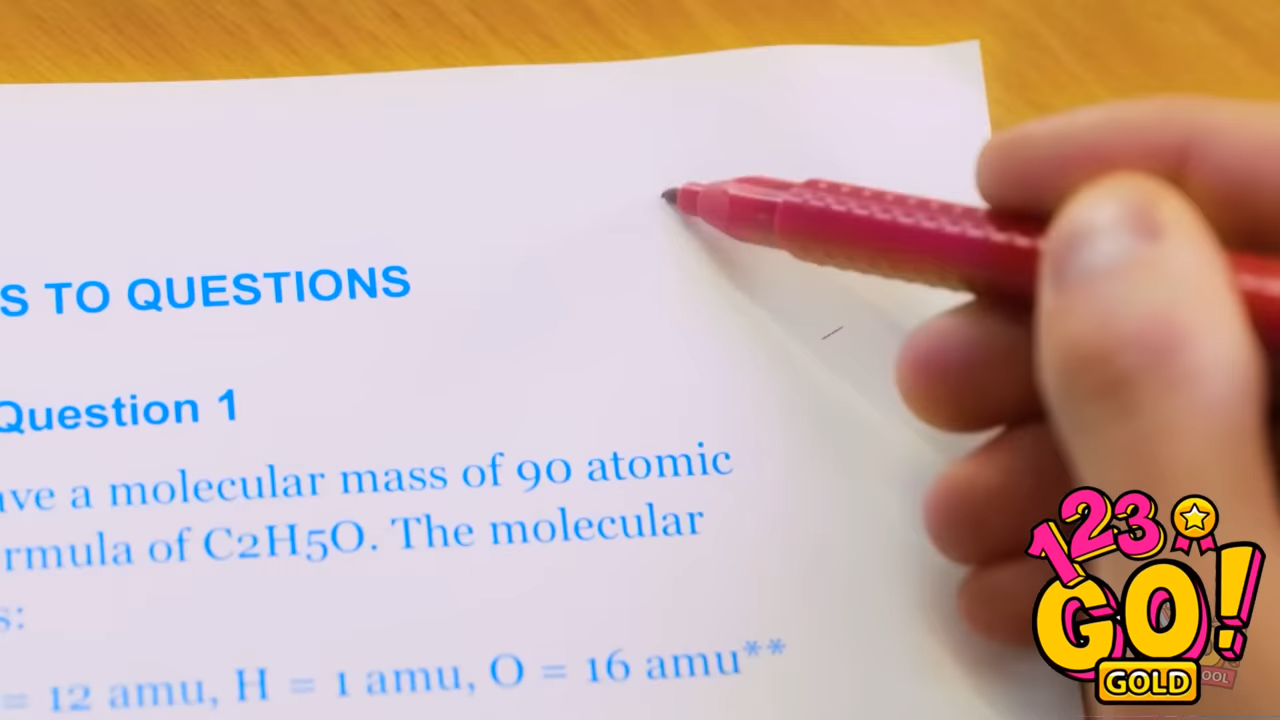 S TO QUESTIONS
Question 1
ave a molecular mass of 90 atomic
rmula of C2H5O. The molecular
s:
= 12 amu, H = 1 amu, O = 16 amu**
123
GO!
GOLD
OOL